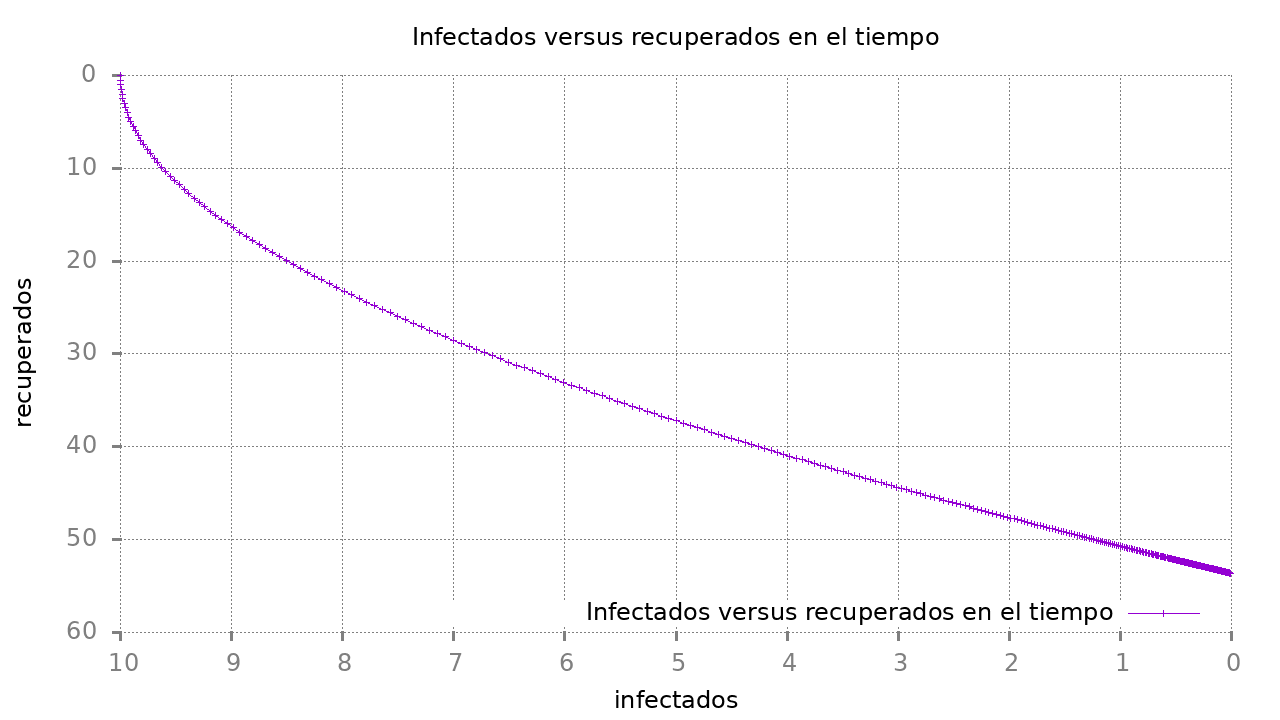 Infectados versus recuperados en el tiempo
0
10
20
30
40
50
60
recuperados
Infectados versus recuperados en el tiempo
10 9 8 7 6 5 4 3 2 1 0
infectados